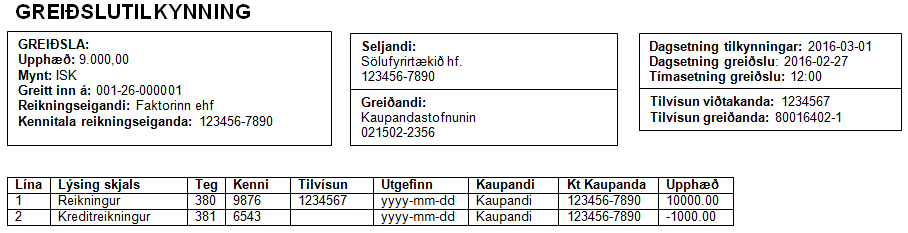 GREIÐSLUTILKYNNING
GREIÐSLA:
Upphæð: 9.000,00
Mynt: ISK
Greitt inn á: 001-26-000001
Reikningseigandi: Faktorinn ehf
Kennitala reikningseiganda: 123456-7890
Seljandi:
Sölufyrirtækið hf.
123456-7890
Greiðandi:
Kaupandastofnunin
021502-2356
Dagsetning tilkynningar: 2016-03-01
Dagsetning greiðslu: 2016-02-27
Tímasetning greiðslu: 12:00
Tilvísun viðtakanda: 1234567
Tilvísun greiðanda: 80016402-1
Lína Lýsing skjals Teg Kenni Tilvísun Utgefinn Kaupandi Kt Kaupanda Upphæð
1 Reikningur 380 9876 1234567 yyyy-mm-dd Kaupandi 123456-7890 10000.00
2 Kreditreikningur 381 6543 yyyy-mm-dd Kaupandi 123456-7890 -1000.00